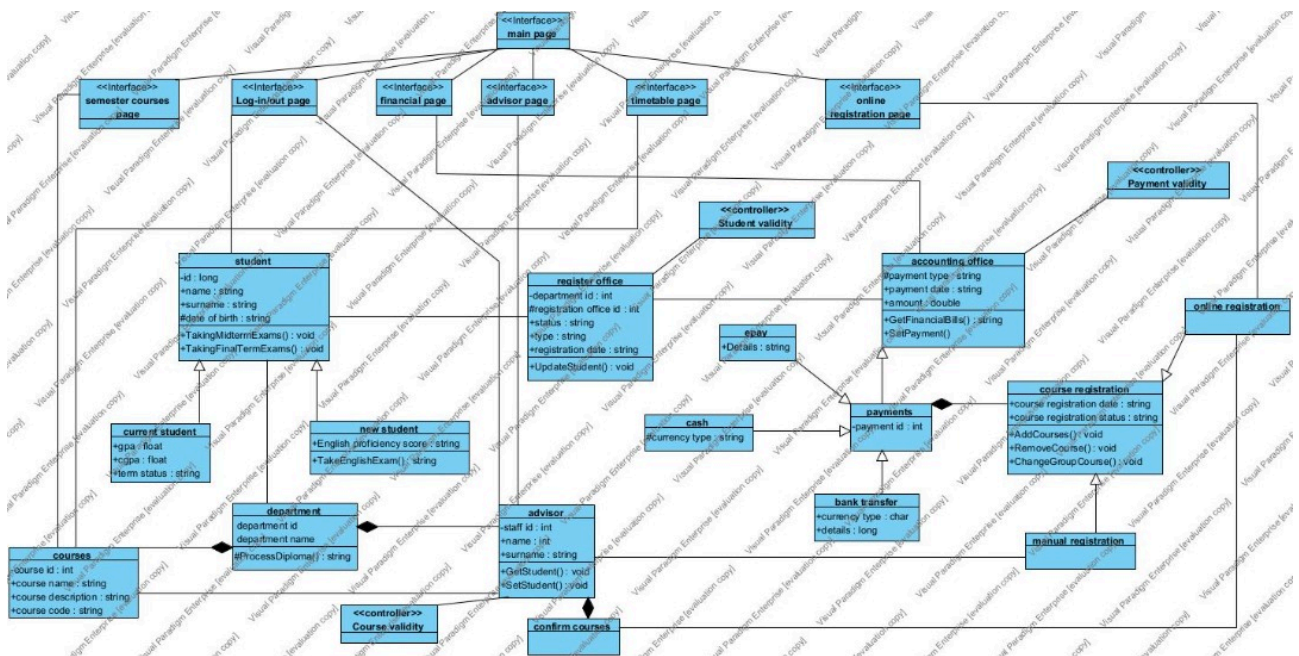 <<Interface>>
main page
<<Interface>>
semester courses
page
<<Interface>>
Log-in/out page
<<Interface>>
financial page
<<Interface>>
advisor page
<<Interface>>
timetable page
<<Interface>>
online
registration page
<<controller>>
Payment validity
<<controller>>
Student validity
student
-id : long
+name : string
+surname : string
#date of birth : string
+TakingMidtermExams() : void
+TakingFinalTermExams() : void
register office
-department id : int
#registration office id : int
+status : string
+type : string
+registration date : string
+UpdateStudent() : void
accounting office
#payment type : string
+payment date : string
+amount : double
+GetFinancialBills() : string
+SetPayment()
online registration
epay
+Details : string
course registration
+course registration date : string
+course registration status : string
+AddCourses() : void
+RemoveCourse() : void
+ChangeGroupCourse() : void
payments
-payment id : int
cash
#currency type : string
current student
+gpa : float
+cgpa : float
+term status : string
new student
+English proficiency score : string
+TakeEnglishExam() : string
bank transfer
+currency type : char
+details : long
department
department id
department name
#ProcessDiploma() : string
advisor
-staff id : int
+name : int
+surname : string
+GetStudent() : void
+SetStudent() : void
manual registration
courses
-course id : int
+course name : string
+course description : string
+course code : string
<<controller>>
Course validity
confirm courses
Visual Paradigm Enterprise [evaluation copy]